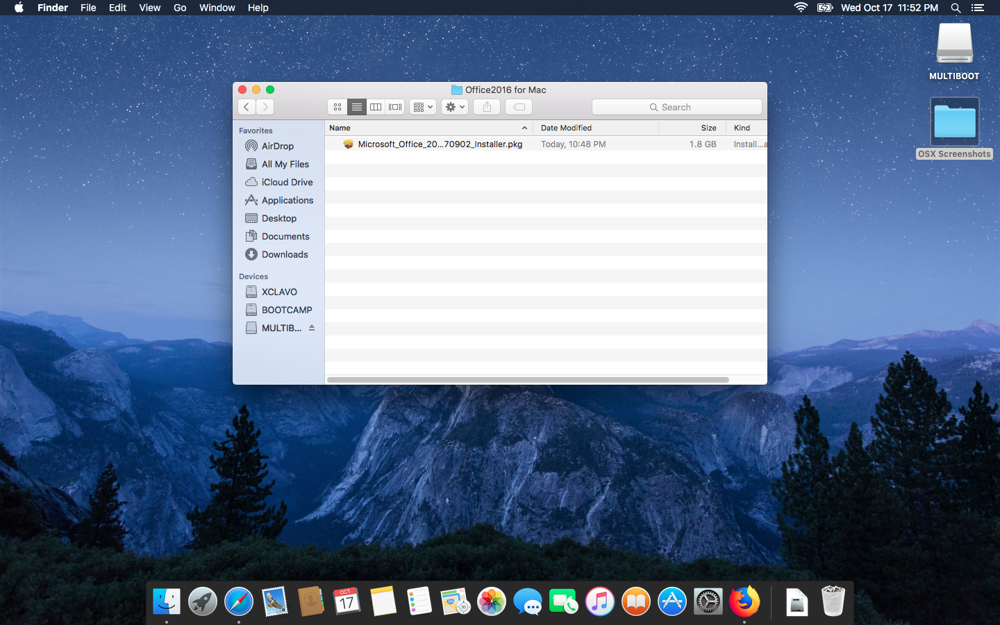 Finder File Edit View Go Window Help Wed Oct 17 11:52 PM
MULTIBOOT
OSX Screenshots
Office2016 for Mac
Search
Favorites
AirDrop
All My Files
iCloud Drive
Applications
Desktop
Documents
Downloads
Devices
XCLAVO
BOOTCAMP
MULTIB...
Name Date Modified Size Kind
Microsoft_Office_20...70902_Installer.pkg Today, 10:48 PM 1.8 GB Install...a
OCT
17